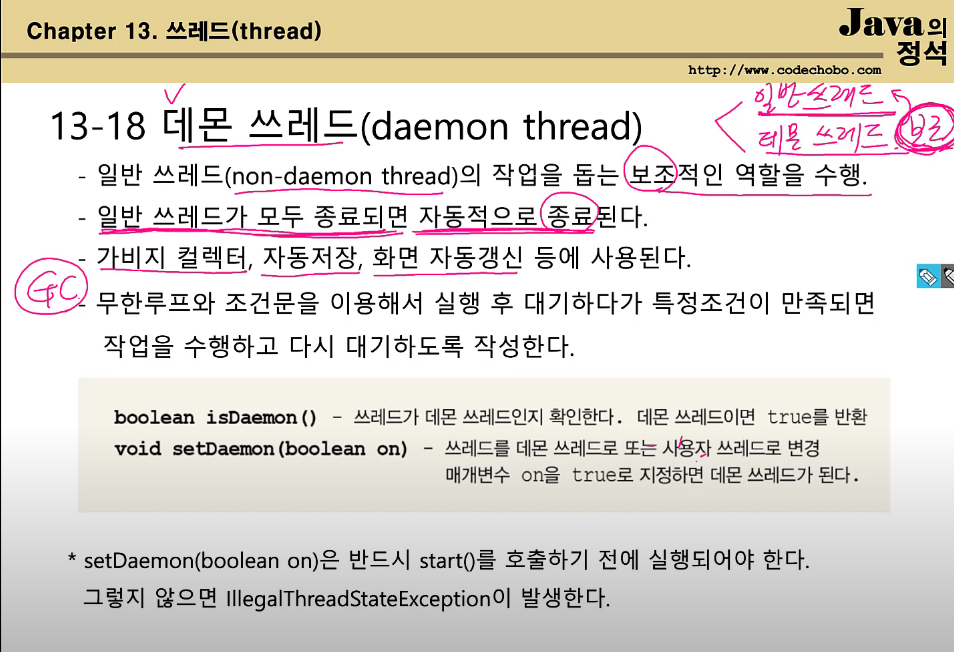 Chapter 13. 쓰레드(thread)
Java의
정석
http://www.codechobo.com
일반쓰레드
데몬 쓰레드
보조
13-18 데몬 쓰레드(daemon thread)
- 일반 쓰레드(non-daemon thread)의 작업을 돕는 보조적인 역할을 수행.
- 일반 쓰레드가 모두 종료되면 자동적으로 종료된다.
- 가비지 컬렉터, 자동저장, 화면 자동갱신 등에 사용된다.
GC
- 무한루프와 조건문을 이용해서 실행 후 대기하다가 특정조건이 만족되면
작업을 수행하고 다시 대기하도록 작성한다.
boolean isDaemon() - 쓰레드가 데몬 쓰레드인지 확인한다. 데몬 쓰레드이면 true를 반환
void setDaemon(boolean on) - 쓰레드를 데몬 쓰레드로 또는 사용자 쓰레드로 변경
매개변수 on을 true로 지정하면 데몬 쓰레드가 된다.
* setDaemon(boolean on)은 반드시 start()를 호출하기 전에 실행되어야 한다.
그렇지 않으면 IllegalThreadStateException이 발생한다.